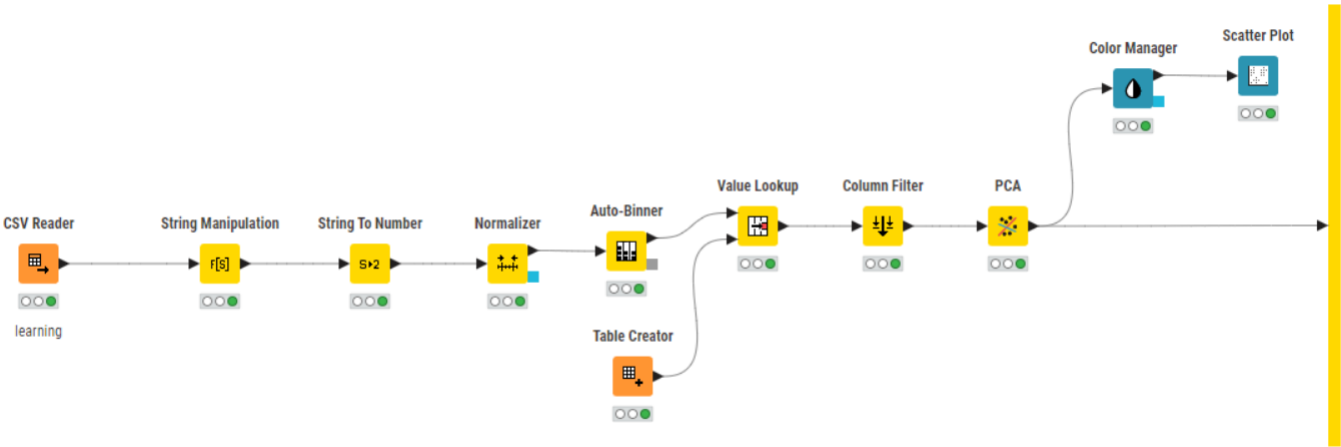 Scatter Plot
Color Manager
Value Lookup
Column Filter
PCA
Auto-Binner
CSV Reader
String Manipulation
String To Number
Normalizer
F[S]
S▸2
learning
Table Creator